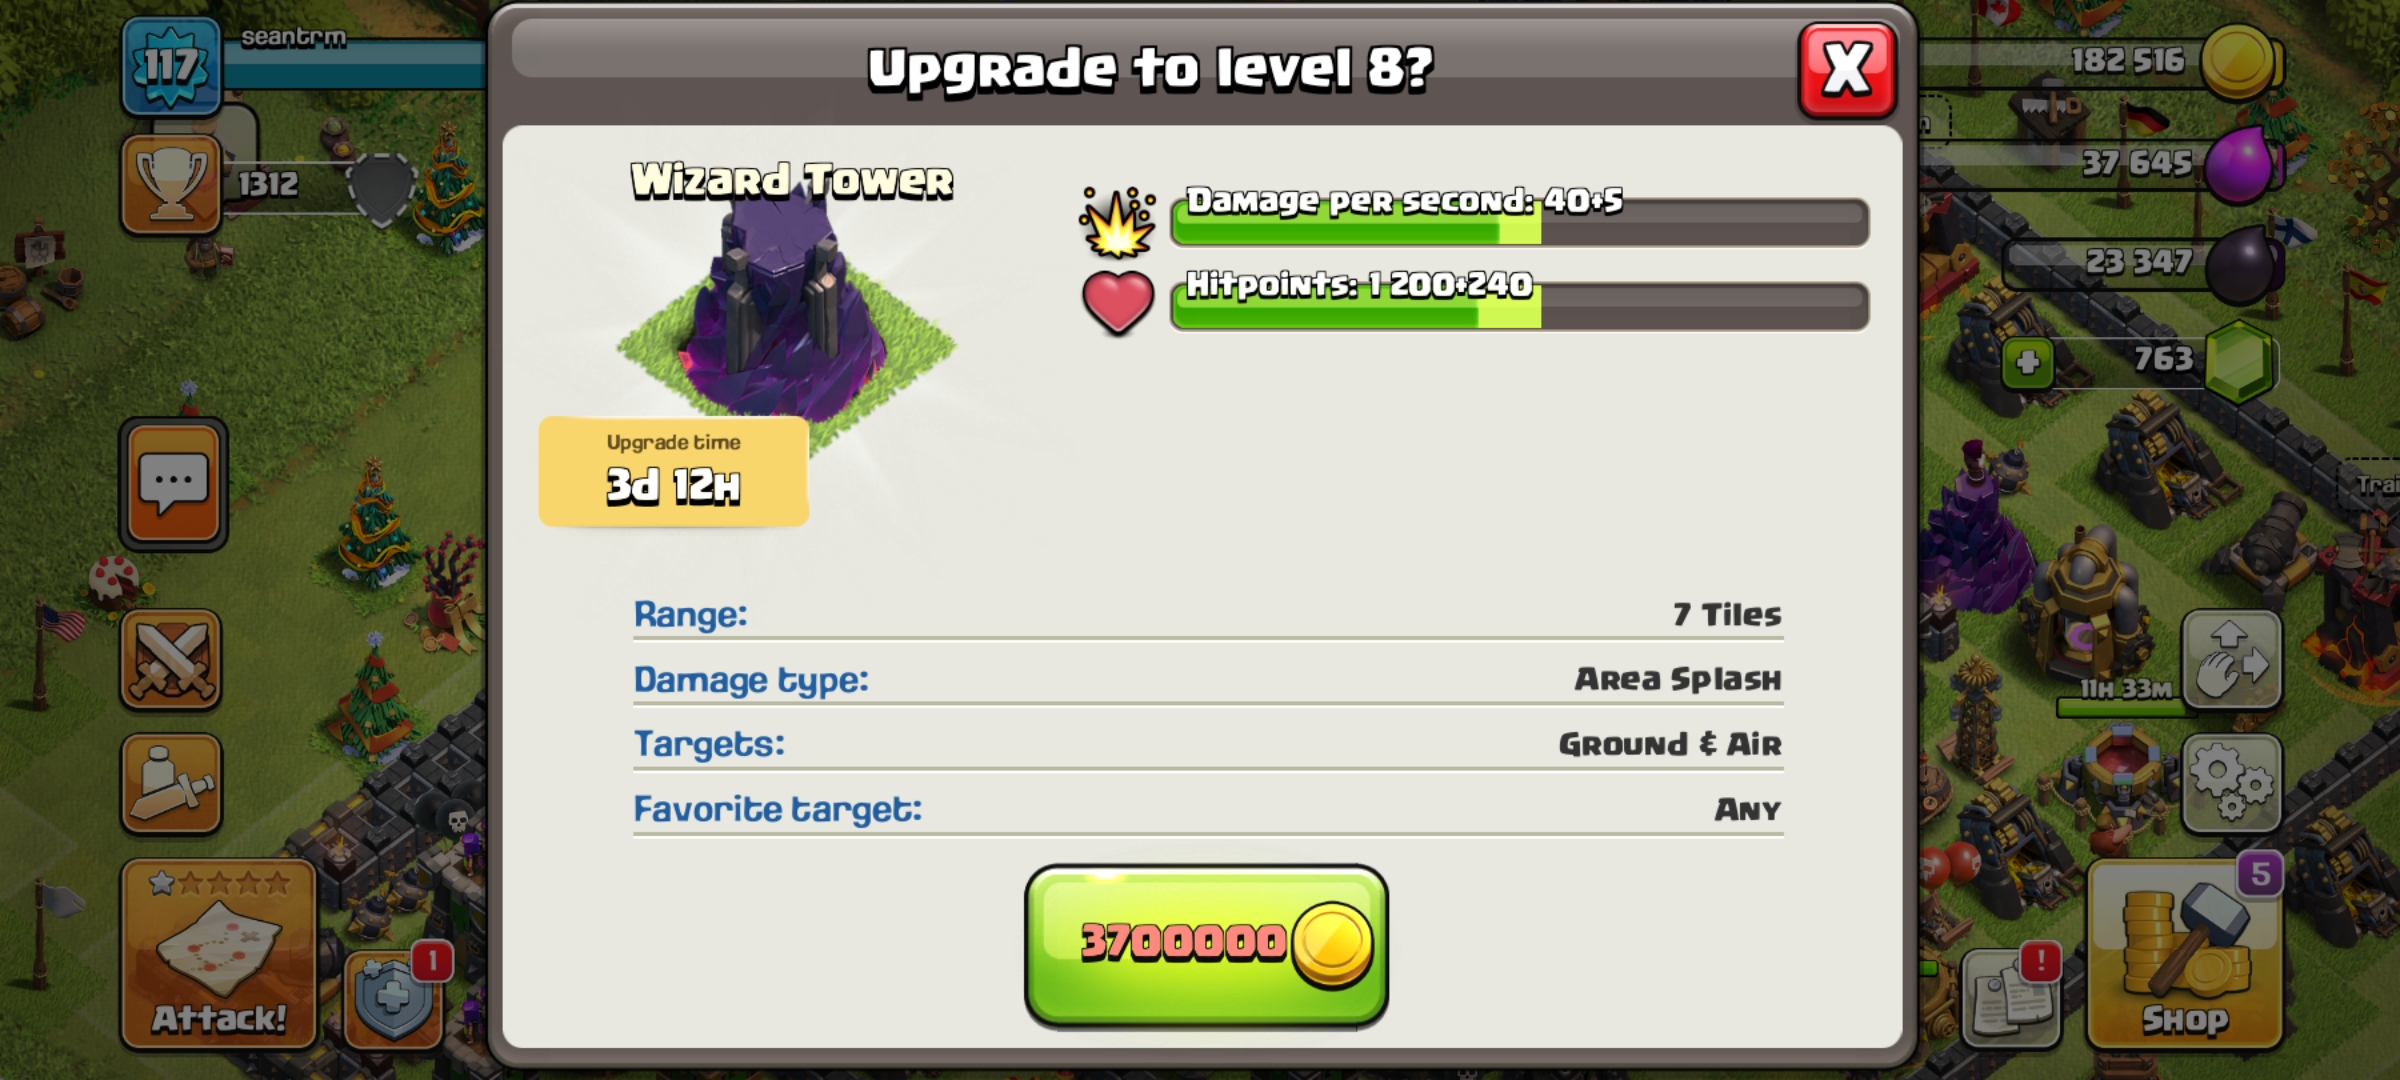 117
seantrm
1312
1
Attack!
Upgrade to level 8?
X
Wizard Tower
Upgrade time
3d 12H
Damage per second: 40+5
Hitpoints: 1 200+240
Range: 7 Tiles
Damage type: Area Splash
Targets: Ground & Air
Favorite target: Any
3700000
182 516
37 645
23 347
763
Trai
11H 33M
5
!
Shop